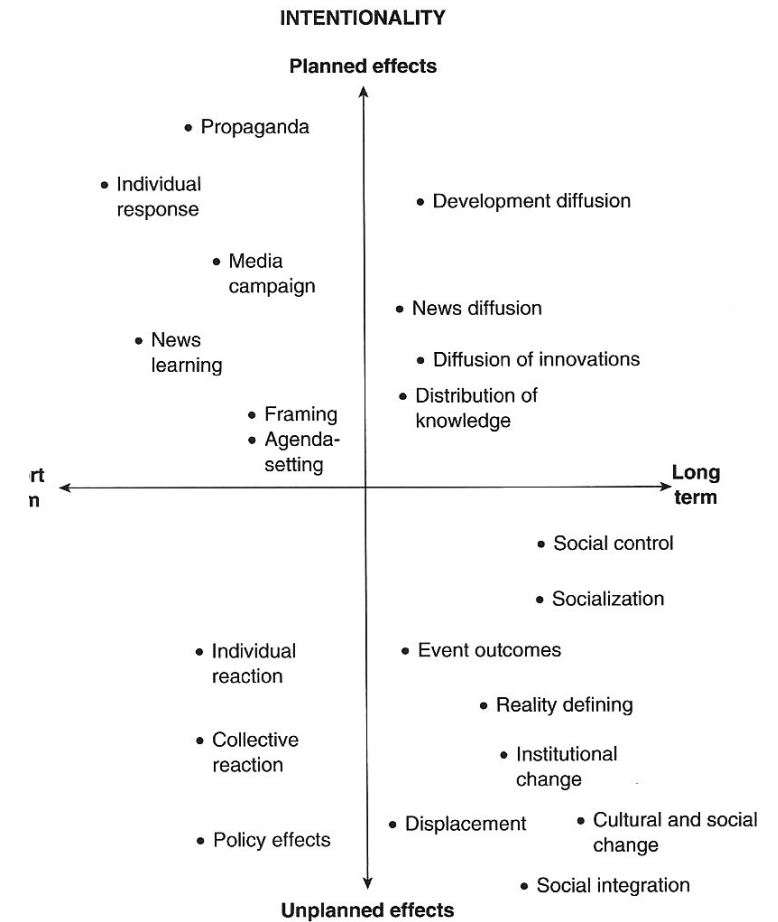 INTENTIONALITY
Planned effects
• Propaganda
• Individual
response
• Development diffusion
• Media
campaign
• News diffusion
• News
learning
• Diffusion of innovations
• Distribution of
knowledge
• Framing
• Agenda-
setting
rt
n
Long
term
• Social control
• Socialization
• Individual
reaction
• Event outcomes
• Reality defining
• Collective
reaction
• Institutional
change
• Displacement
• Cultural and social
change
• Policy effects
• Social integration
Unplanned effects